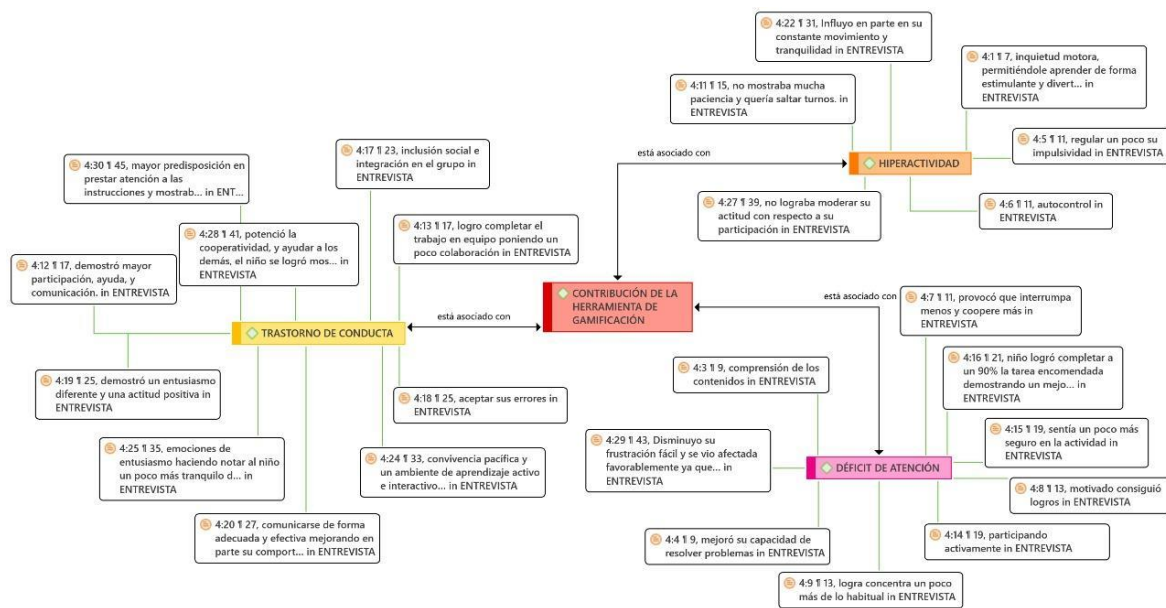 4:22 ¶ 31, Influyo en parte en su
constante movimiento y
tranquilidad in ENTREVISTA
4:1 ¶ 7, inquietud motora,
permitiéndole aprender de forma
estimulante y divert... in
ENTREVISTA
4:11 ¶ 15, no mostraba mucha
paciencia y quería saltar turnos. in
ENTREVISTA
4:5 ¶ 11, regular un poco su
impulsividad in ENTREVISTA
está asociado con
HIPERACTIVIDAD
4:6 ¶ 11, autocontrol in
ENTREVISTA
4:27 ¶ 39, no lograba moderar su
actitud con respecto a su
participación in ENTREVISTA
4:17 ¶ 23, inclusión social e
integración en el grupo in
ENTREVISTA
4:30 ¶ 45, mayor predisposición en
prestar atención a las
instrucciones y mostrab... in ENT...
4:28 ¶ 41, potenció la
cooperatividad, y ayudar a los
demás, el niño se logró mos... in
ENTREVISTA
4:13 ¶ 17, logro completar el
trabajo en equipo poniendo un
poco colaboración in ENTREVISTA
4:12 ¶ 17, demostró mayor
participación, ayuda, y
comunicación. in ENTREVISTA
TRASTORNO DE CONDUCTA
está asociado con
CONTRIBUCIÓN DE LA
HERRAMIENTA DE
GAMIFICACIÓN
está asociado con
4:19 ¶ 25, demostró un entusiasmo
diferente y una actitud positiva in
ENTREVISTA
4:18 ¶ 25, aceptar sus errores in
ENTREVISTA
4:25 ¶ 35, emociones de
entusiasmo haciendo notar al niño
un poco más tranquilo d... in
ENTREVISTA
4:24 ¶ 33, convivencia pacífica y
un ambiente de aprendizaje activo
e interactivo... in ENTREVISTA
4:20 ¶ 27, comunicarse de forma
adecuada y efectiva mejorando en
parte su comport... in ENTREVISTA
4:7 ¶ 11, provocó que interrumpa
menos y coopere más in
ENTREVISTA
4:3 ¶ 9, comprensión de los
contenidos in ENTREVISTA
4:16 ¶ 21, niño logró completar a
un 90% la tarea encomendada
demostrando un mejo... in
ENTREVISTA
4:29 ¶ 43, Disminuyo su
frustración fácil y se vio afectada
favorablemente ya que... in
ENTREVISTA
4:15 ¶ 19, sentía un poco más
seguro en la actividad in
ENTREVISTA
DÉFICIT DE ATENCIÓN
4:8 ¶ 13, motivado consiguió
logros in ENTREVISTA
4:4 ¶ 9, mejoró su capacidad de
resolver problemas in ENTREVISTA
4:14 ¶ 19, participando
activamente in ENTREVISTA
4:9 ¶ 13, logra concentra un poco
más de lo habitual in ENTREVISTA